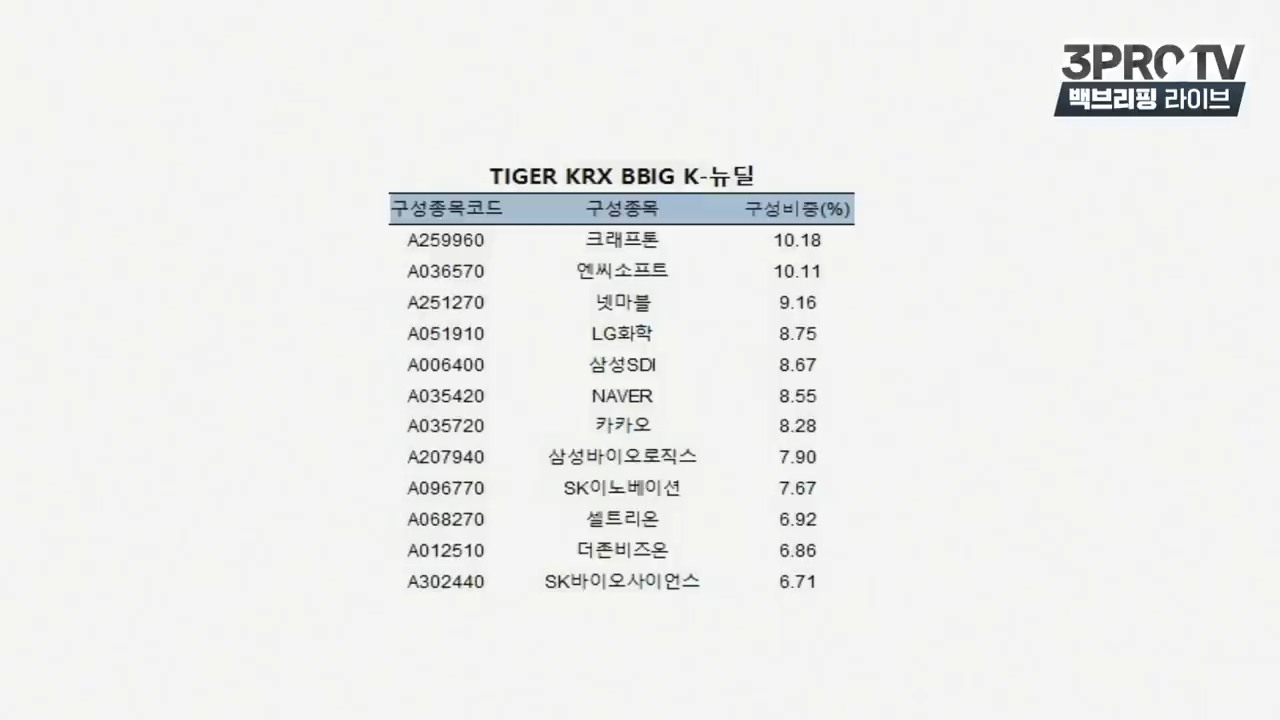 3PRO TV
백브리핑 라이브
TIGER KRX BBIG K-뉴딜
구성종목코드 구성종목 구성비중(%)
A259960 크래프톤 10.18
A036570 엔씨소프트 10.11
A251270 넷마블 9.16
A051910 LG화학 8.75
A006400 삼성SDI 8.67
A035420 NAVER 8.55
A035720 카카오 8.28
A207940 삼성바이오로직스 7.90
A096770 SK이노베이션 7.67
A068270 셀트리온 6.92
A012510 더존비즈온 6.86
A302440 SK바이오사이언스 6.71